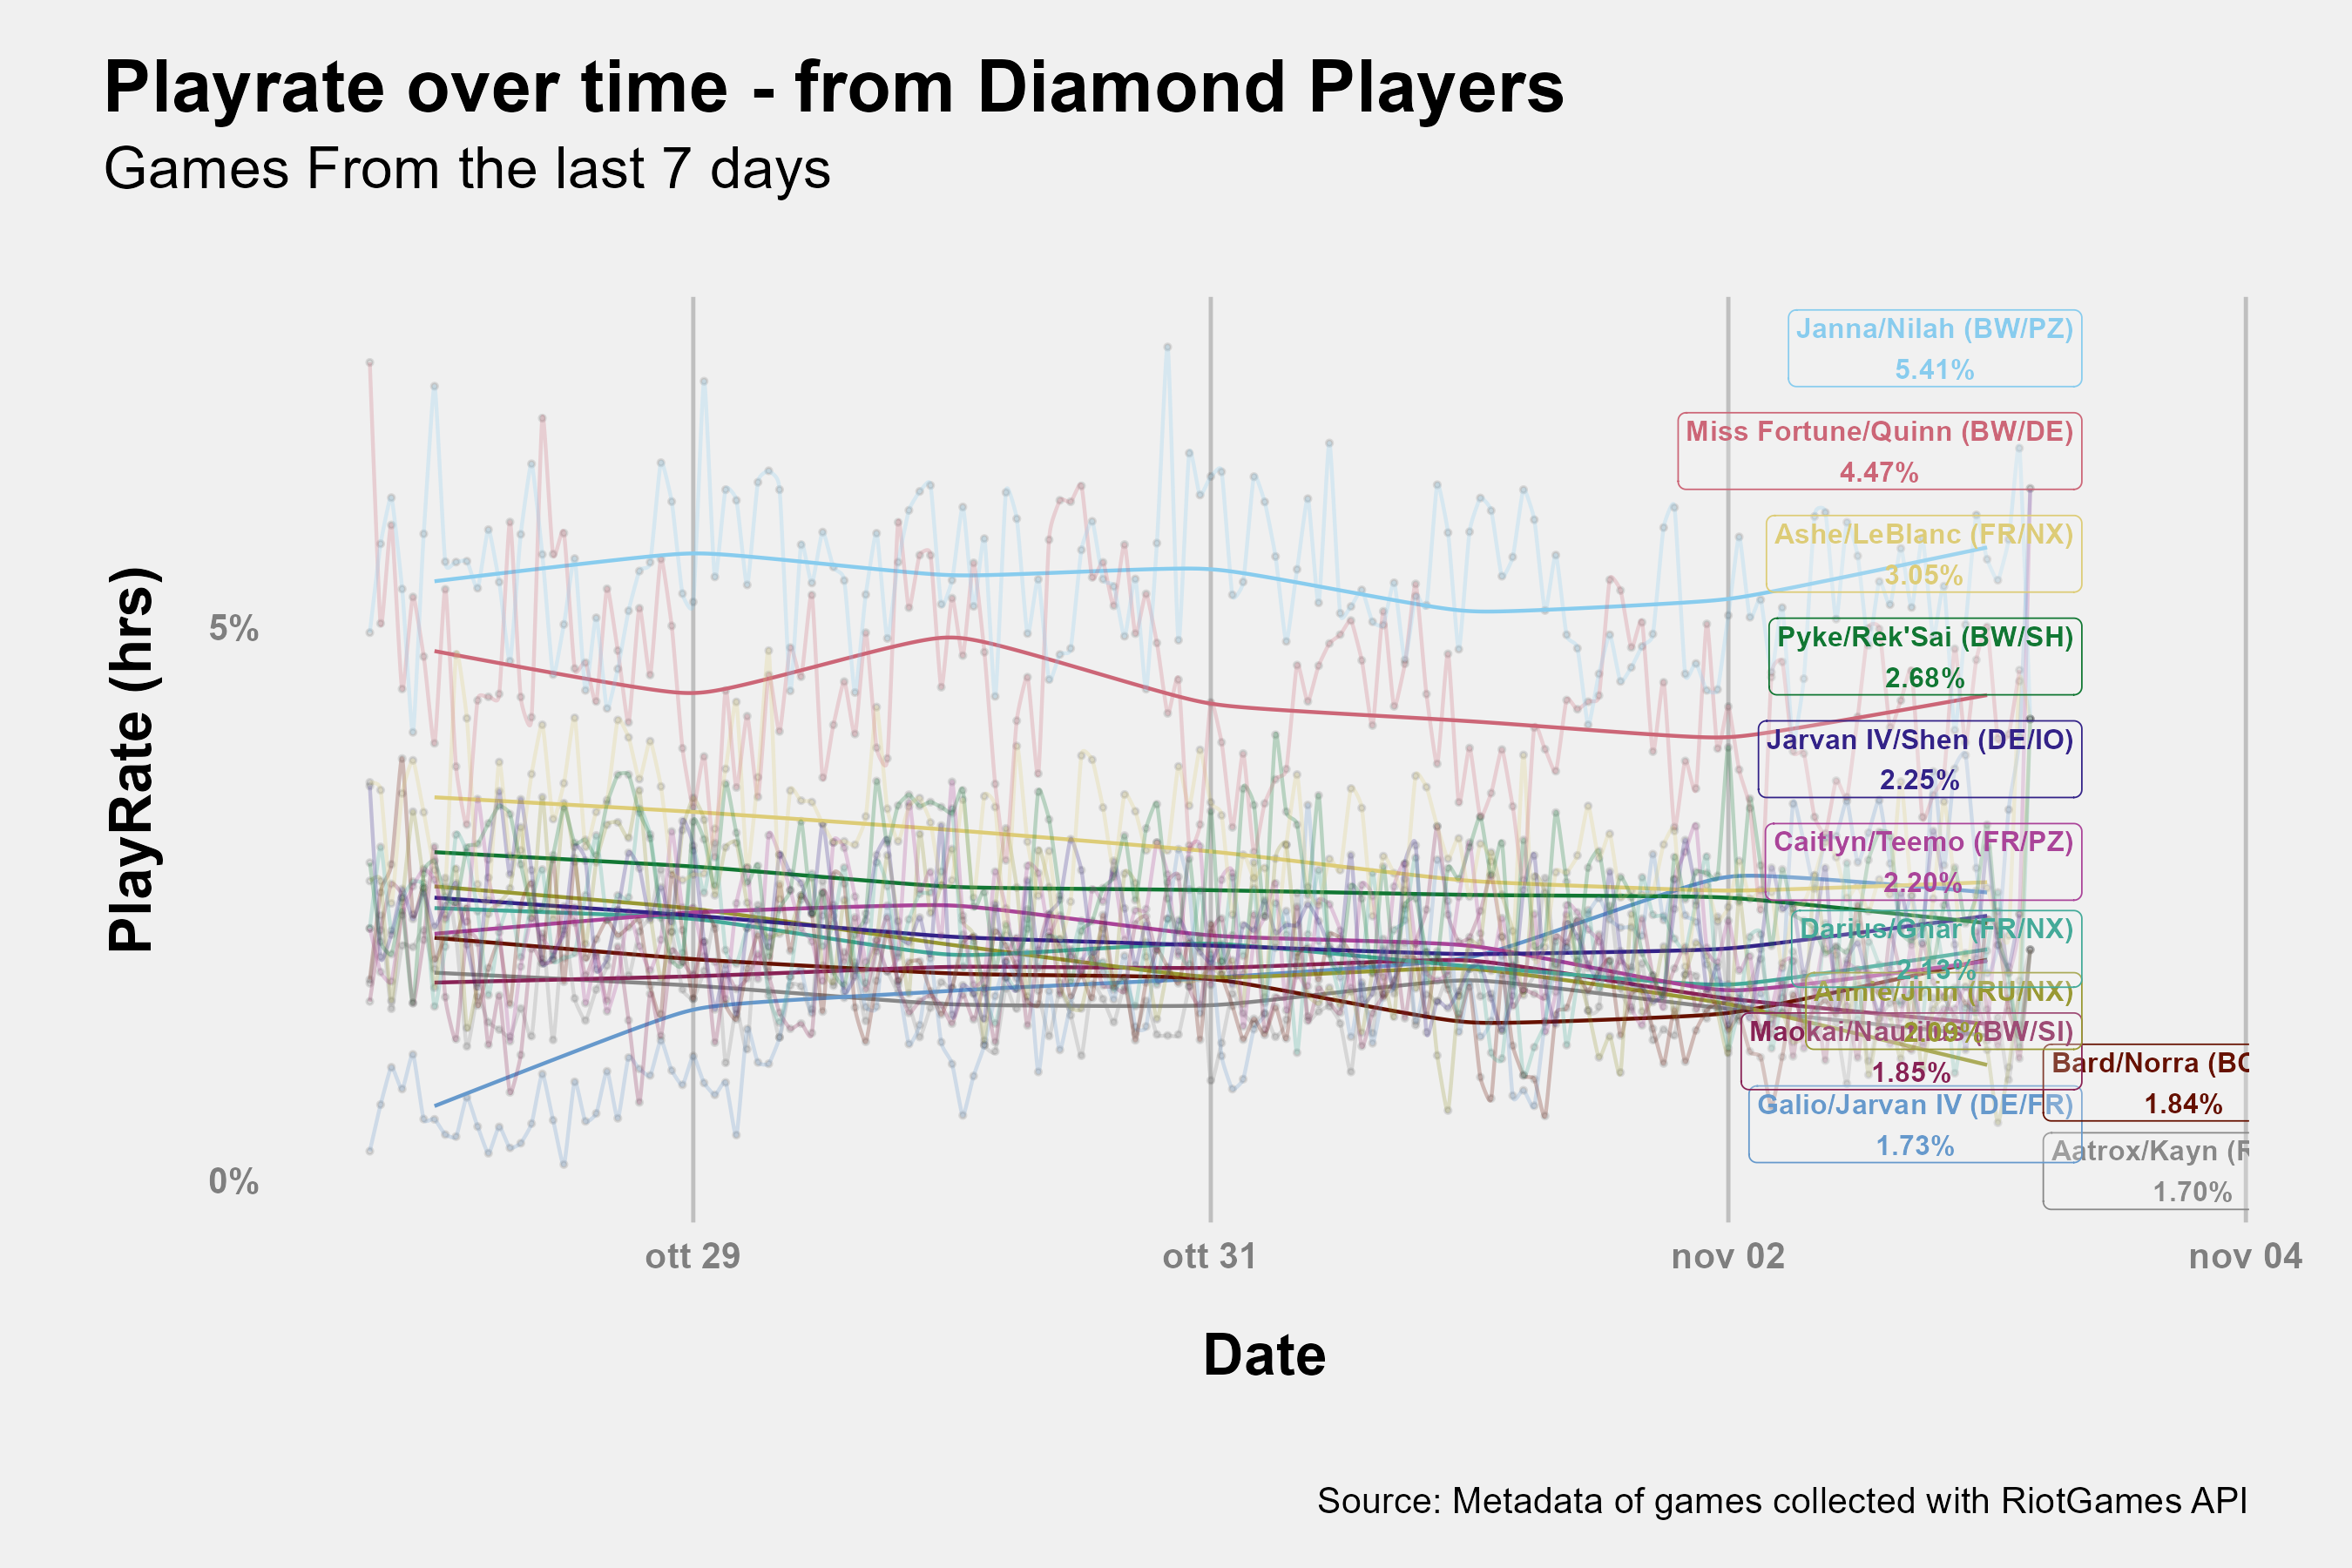 Playrate over time - from Diamond Players
Games From the last 7 days
PlayRate (hrs)
5%
0%
Janna/Nilah (BW/PZ)
5.41%
Miss Fortune/Quinn (BW/DE)
4.47%
Ashe/LeBlanc (FR/NX)
3.05%
Pyke/Rek'Sai (BW/SH)
2.68%
Jarvan IV/Shen (DE/IO)
2.25%
Caitlyn/Teemo (FR/PZ)
2.20%
Darius/Gnar (FR/NX)
2.13%
Annie/Jhin (RU/NX)
2.09%
Maokai/Nautilus (BW/SI)
1.85%
Bard/Norra (BC
1.84%
Galio/Jarvan IV (DE/FR)
1.73%
Aatrox/Kayn (R
1.70%
ott 29
ott 31
nov 02
nov 04
Date
Source: Metadata of games collected with RiotGames API